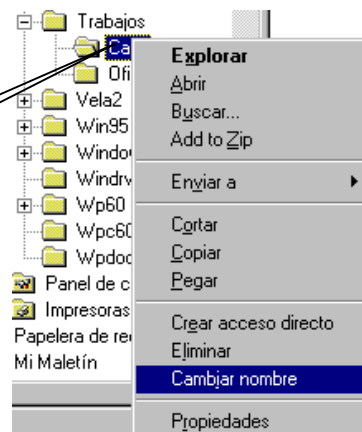 Trabajos
Ca
Ofi
Vela2
Win95
Window
Windrv
Wp60
Wpc60
Wpdoc
Panel de c
Impresoras
Papelera de re
Mi Maletín
Explorar
Abrir
Buscar...
Add to Zip
Enviar a
Cortar
Copiar
Pegar
Crear acceso directo
Eliminar
Cambiar nombre
Propiedades